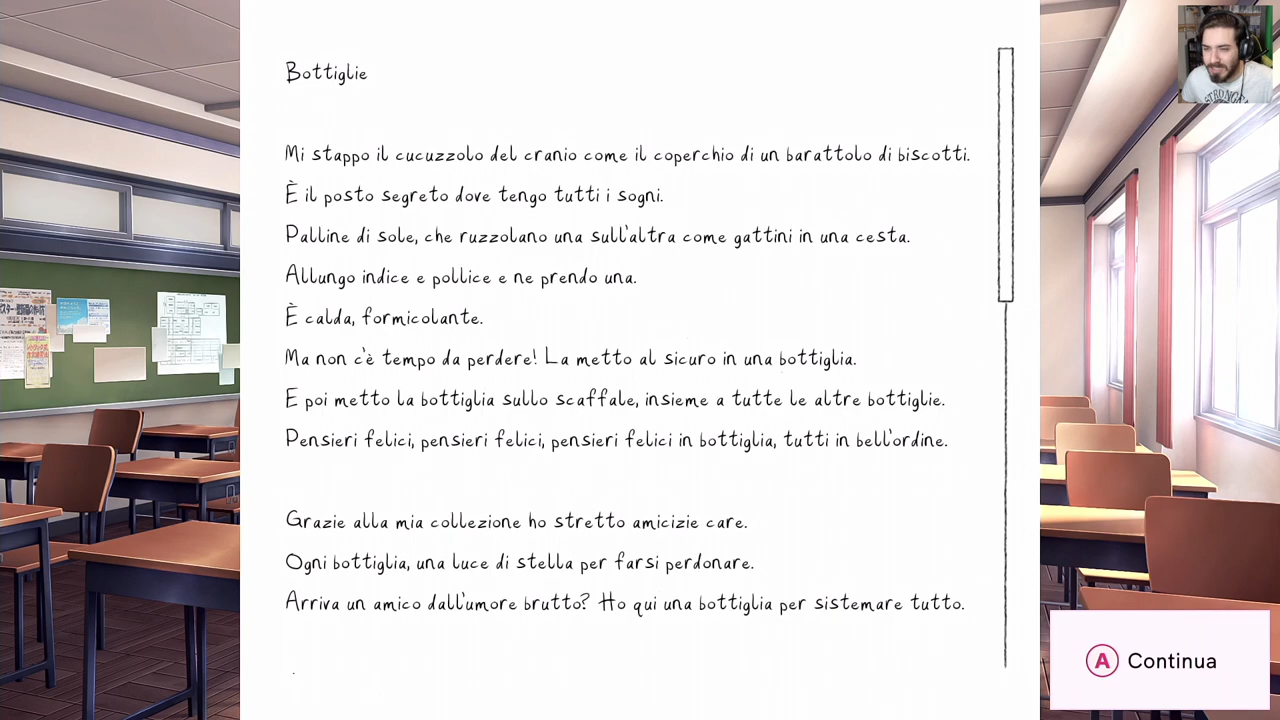 Bottiglie
Mi stappo il cucuzzolo del cranio come il coperchio di un barattolo di biscotti.
È il posto segreto dove tengo tutti i sogni.
Palline di sole, che ruzzolano una sull'altra come gattini in una cesta.
Allungo indice e pollice e ne prendo una.
È calda, formicolante.
Ma non c'è tempo da perdere! La metto al sicuro in una bottiglia.
E poi metto la bottiglia sullo scaffale, insieme a tutte le altre bottiglie.
Pensieri felici, pensieri felici, pensieri felici in bottiglia, tutti in bell'ordine.
Grazie alla mia collezione ho stretto amicizie care.
Ogni bottiglia, una luce di stella per farsi perdonare.
Arriva un amico dall'umore brutto? Ho qui una bottiglia per sistemare tutto.
A Continua